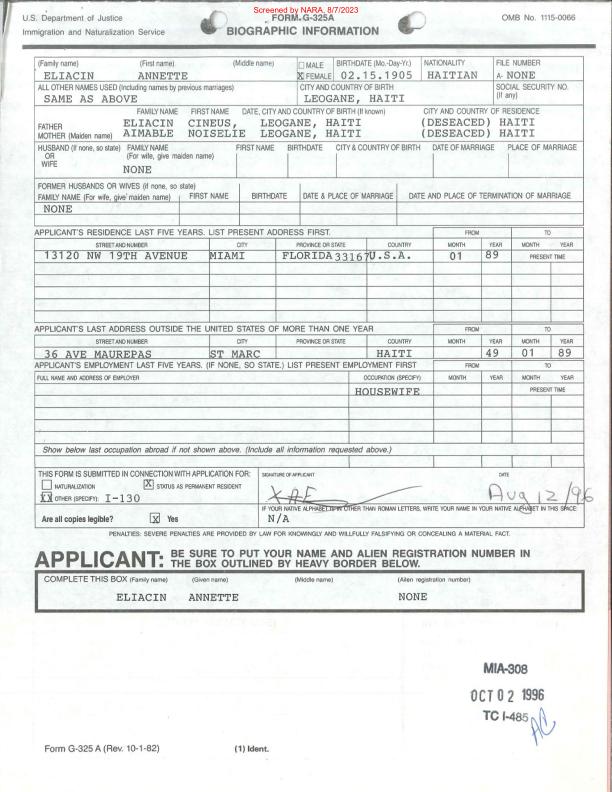 Screened by NARA, 8/7/2023
U.S. Department of Justice
Immigration and Naturalization Service
FORM G-325A
BIOGRAPHIC INFORMATION
OMB No. 1115-0066
(Family name) (First name) (Middle name) MALE BIRTHDATE (Mo.-Day-Yr.) NATIONALITY FILE NUMBER
ELIACIN ANNETTE X FEMALE 02.15.1905 HAITIAN A- NONE
ALL OTHER NAMES USED (Including names by previous marriages) CITY AND COUNTRY OF BIRTH SOCIAL SECURITY NO. (If any)
SAME AS ABOVE LEOGANE, HAITI
FAMILY NAME FIRST NAME DATE, CITY AND COUNTRY OF BIRTH (If known) CITY AND COUNTRY OF RESIDENCE
FATHER ELIACIN CINEUS, LEOGANE, HAITI (DESEACED) HAITI
MOTHER (Maiden name) AIMABLE NOISELIE LEOGANE, HAITI (DESEACED) HAITI
HUSBAND (If none, so state) FAMILY NAME FIRST NAME BIRTHDATE CITY & COUNTRY OF BIRTH DATE OF MARRIAGE PLACE OF MARRIAGE
OR (For wife, give maiden name)
WIFE
NONE
FORMER HUSBANDS OR WIVES (if none, so state)
FAMILY NAME (For wife, give maiden name) FIRST NAME BIRTHDATE DATE & PLACE OF MARRIAGE DATE AND PLACE OF TERMINATION OF MARRIAGE
NONE
APPLICANT'S RESIDENCE LAST FIVE YEARS. LIST PRESENT ADDRESS FIRST. FROM TO
STREET AND NUMBER CITY PROVINCE OR STATE COUNTRY MONTH YEAR MONTH YEAR
13120 NW 19TH AVENUE MIAMI FLORIDA 33167 U.S.A. 01 89 PRESENT TIME
APPLICANT'S LAST ADDRESS OUTSIDE THE UNITED STATES OF MORE THAN ONE YEAR FROM TO
STREET AND NUMBER CITY PROVINCE OR STATE COUNTRY MONTH YEAR MONTH YEAR
36 AVE MAUREPAS ST MARC HAITI 49 01 89
APPLICANT'S EMPLOYMENT LAST FIVE YEARS. (IF NONE, SO STATE.) LIST PRESENT EMPLOYMENT FIRST FROM TO
FULL NAME AND ADDRESS OF EMPLOYER OCCUPATION (SPECIFY) MONTH YEAR MONTH YEAR
HOUSEWIFE PRESENT TIME
Show below last occupation abroad if not shown above. (Include all information requested above.)
THIS FORM IS SUBMITTED IN CONNECTION WITH APPLICATION FOR: SIGNATURE OF APPLICANT DATE
NATURALIZATION X STATUS AS PERMANENT RESIDENT
XX OTHER (SPECIFY): I-130 Aug 12/96
IF YOUR NATIVE ALPHABET IS IN OTHER THAN ROMAN LETTERS, WRITE YOUR NAME IN YOUR NATIVE ALPHABET IN THIS SPACE:
Are all copies legible? X Yes N/A
PENALTIES: SEVERE PENALTIES ARE PROVIDED BY LAW FOR KNOWINGLY AND WILLFULLY FALSIFYING OR CONCEALING A MATERIAL FACT.
APPLICANT: BE SURE TO PUT YOUR NAME AND ALIEN REGISTRATION NUMBER IN
THE BOX OUTLINED BY HEAVY BORDER BELOW.
COMPLETE THIS BOX (Family name) (Given name) (Middle name) (Alien registration number)
ELIACIN ANNETTE NONE
MIA-308
OCT 02 1996
TC I-485
AC
Form G-325 A (Rev. 10-1-82) (1) Ident.